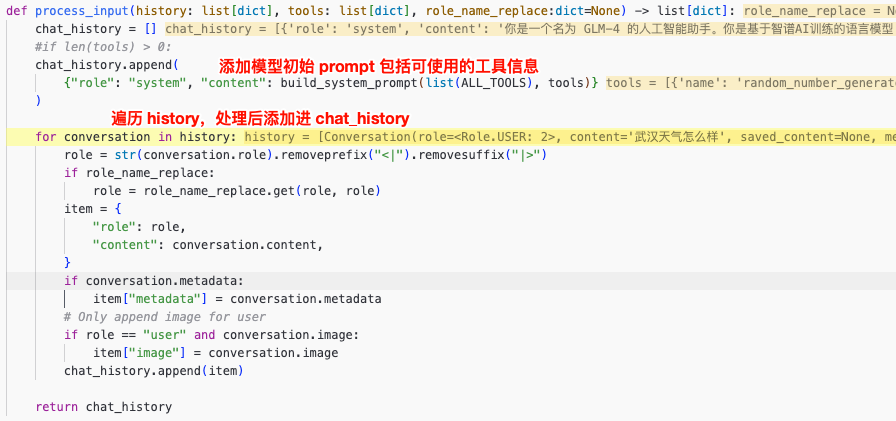 def process_input(history: list[dict], tools: list[dict], role_name_replace:dict=None) -> list[dict]: role_name_replace = No
chat_history = [] chat_history = [{'role': 'system', 'content': '你是一个名为 GLM-4 的人工智能助手。你是基于智谱AI训练的语言模型
#if len(tools) > 0:
chat_history.append( 添加模型初始 prompt 包括可使用的工具信息
{"role": "system", "content": build_system_prompt(list(ALL_TOOLS), tools)} tools = [{'name': 'random_number_generat
)
遍历 history，处理后添加进 chat_history
for conversation in history: history = [Conversation(role=<Role.USER: 2>, content='武汉天气怎么样', saved_content=None, me
role = str(conversation.role).removeprefix("<|").removesuffix("|>")
if role_name_replace:
role = role_name_replace.get(role, role)
item = {
"role": role,
"content": conversation.content,
}
if conversation.metadata:
item["metadata"] = conversation.metadata
# Only append image for user
if role == "user" and conversation.image:
item["image"] = conversation.image
chat_history.append(item)
return chat_history